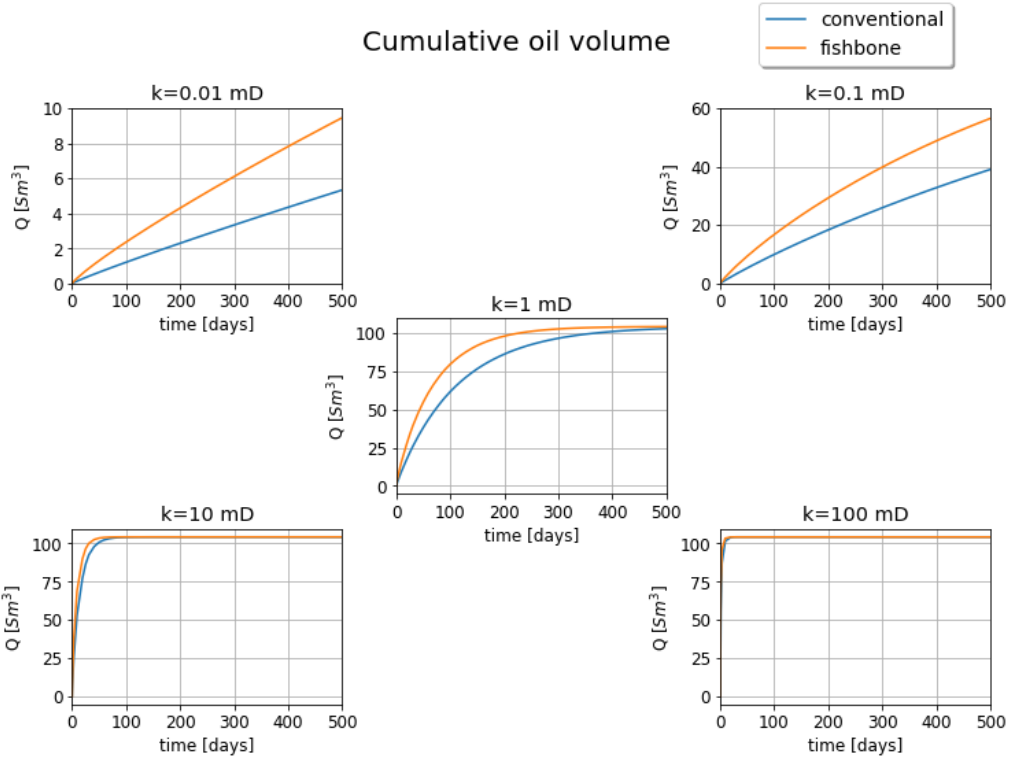 Cumulative oil volume
conventional
fishbone
k=0.01 mD
10
8
6
4
2
0
Q [Sm³]
0 100 200 300 400 500
time [days]
k=0.1 mD
60
40
20
0
Q [Sm³]
0 100 200 300 400 500
time [days]
k=1 mD
100
75
50
25
0
Q [Sm³]
0 100 200 300 400 500
time [days]
k=10 mD
100
75
50
25
0
Q [Sm³]
0 100 200 300 400 500
time [days]
k=100 mD
100
75
50
25
0
Q [Sm³]
0 100 200 300 400 500
time [days]